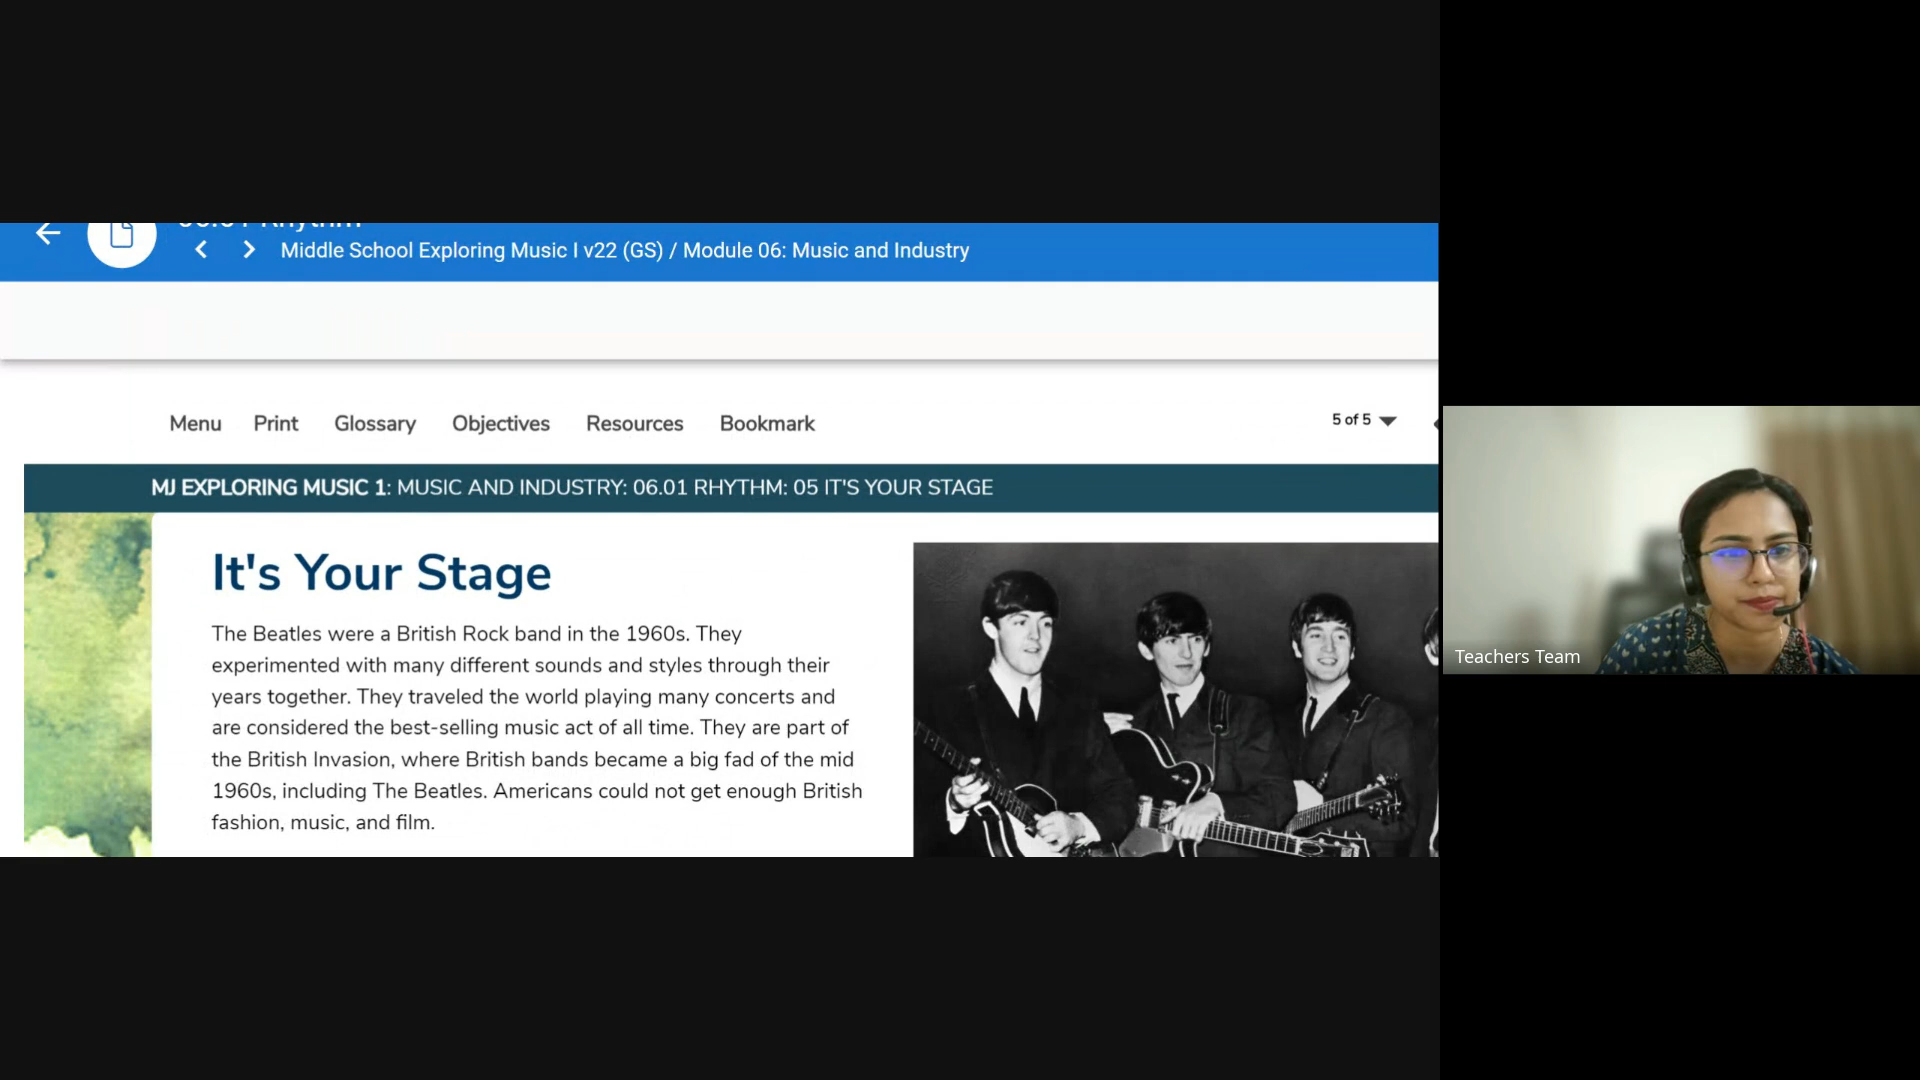 06.01 Rhythm
Middle School Exploring Music I v22 (GS) / Module 06: Music and Industry
Menu Print Glossary Objectives Resources Bookmark
5 of 5
MJ EXPLORING MUSIC 1: MUSIC AND INDUSTRY: 06.01 RHYTHM: 05 IT'S YOUR STAGE
It's Your Stage
The Beatles were a British Rock band in the 1960s. They
experimented with many different sounds and styles through their
years together. They traveled the world playing many concerts and
are considered the best-selling music act of all time. They are part of
the British Invasion, where British bands became a big fad of the mid
1960s, including The Beatles. Americans could not get enough British
fashion, music, and film.
Teachers Team